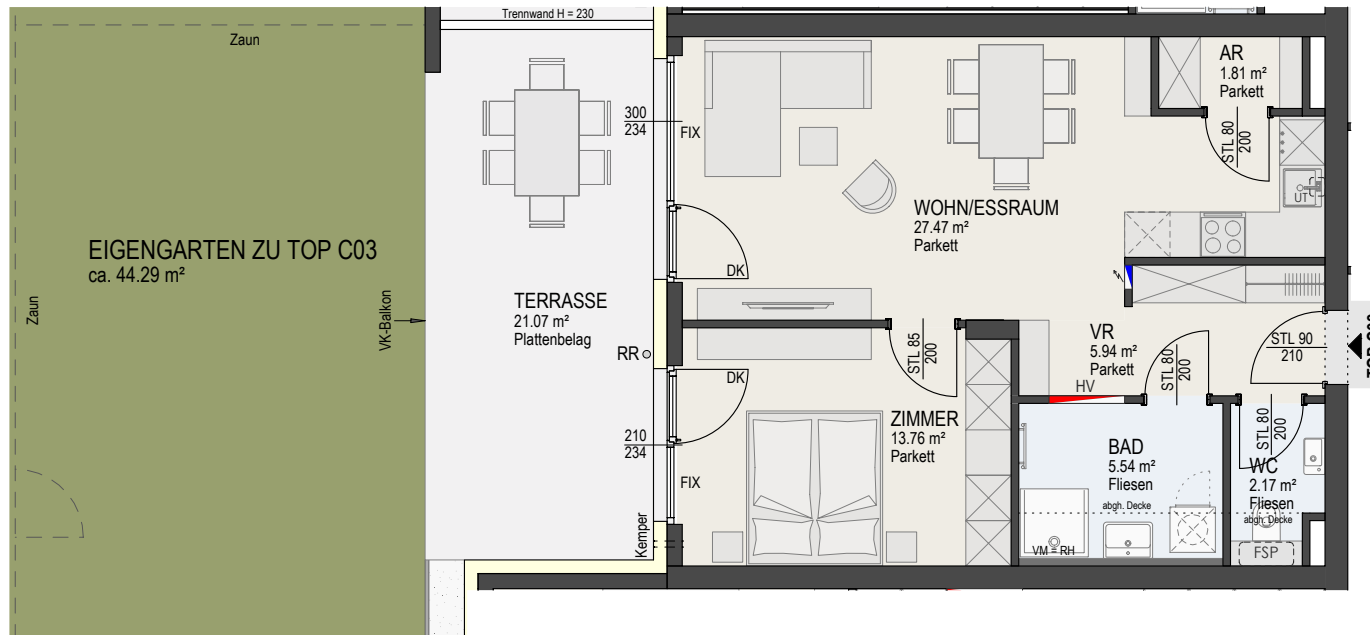 Trennwand H = 230
Zaun
EIGENGARTEN ZU TOP C03
ca. 44.29 m²
Zaun
VK-Balkon
TERRASSE
21.07 m²
Plattenbelag
RR
Kemper
300
234
FIX
DK
WOHN/ESSRAUM
27.47 m²
Parkett
AR
1.81 m²
Parkett
STL 80
200
UT
VR
5.94 m²
Parkett
HV
STL 90
210
STL 85
200
STL 80
200
STL 80
200
DK
210
234
FIX
ZIMMER
13.76 m²
Parkett
BAD
5.54 m²
Fliesen
abgh. Decke
VM = RH
WC
2.17 m²
Fliesen
abgh. Decke
FSP